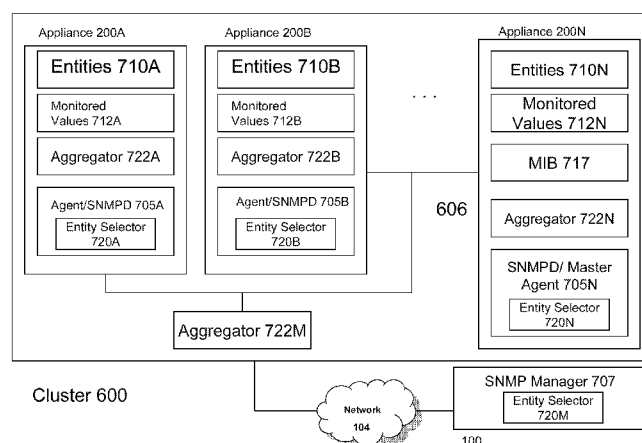 Appliance 200A
Entities 710A
Monitored
Values 712A
Aggregator 722A
Agent/SNMPD 705A
Entity Selector
720A
Appliance 200B
Entities 710B
Monitored
Values 712B
Aggregator 722B
Agent/SNMPD 705B
Entity Selector
720B
. . .
606
Appliance 200N
Entities 710N
Monitored
Values 712N
MIB 717
Aggregator 722N
SNMPD/ Master
Agent 705N
Entity Selector
720N
Aggregator 722M
Cluster 600
Network
104
SNMP Manager 707
Entity Selector
720M
100